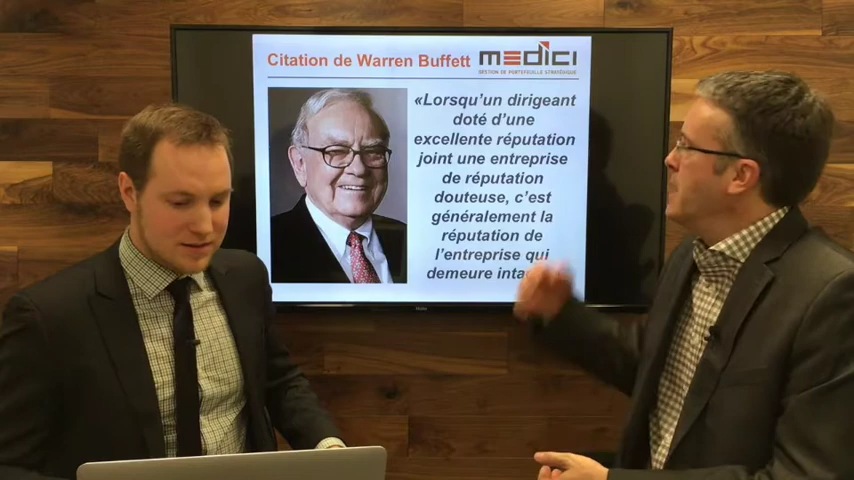 Citation de Warren Buffett
MEDICI
GESTION DE PORTEFEUILLE STRATÉGIQUE
«Lorsqu'un dirigeant
doté d'une
excellente réputation
joint une entreprise
de réputation
douteuse, c'est
généralement la
réputation de
l'entreprise qui
demeure